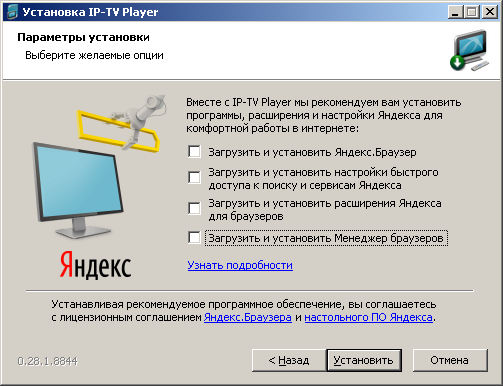 Установка IP-TV Player
Параметры установки
Выберите желаемые опции
Вместе с IP-TV Player мы рекомендуем вам установить
программы, расширения и настройки Яндекса для
комфортной работы в интернете:
Загрузить и установить Яндекс.Браузер
Загрузить и установить настройки быстрого
доступа к поиску и сервисам Яндекса
Загрузить и установить расширения Яндекса
для браузеров
Загрузить и установить Менеджер браузеров
Яндекс
Узнать подробности
Устанавливая рекомендуемое программное обеспечение, вы соглашаетесь
с лицензионным соглашением Яндекс.Браузера и настольного ПО Яндекса.
0.28.1.8844
< Назад
Установить
Отмена